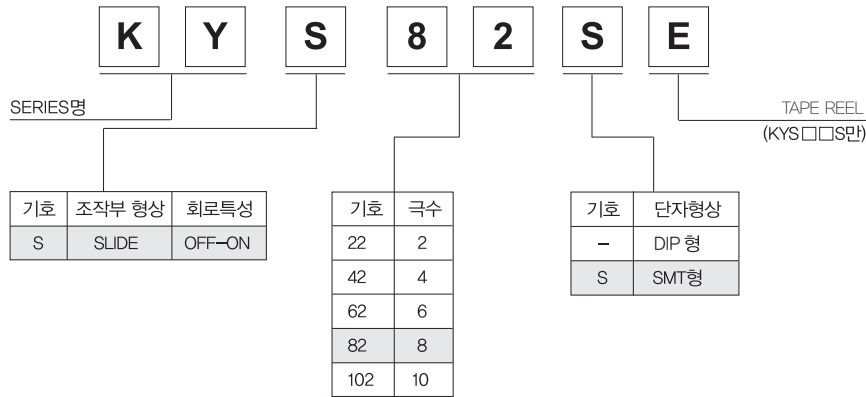 K Y S 8 2 S E
SERIES명
TAPE REEL
(KYS□□S만)
기호 조작부 형상 회로특성
S SLIDE OFF-ON
기호 극수
22 2
42 4
62 6
82 8
102 10
기호 단자형상
- DIP 형
S SMT형